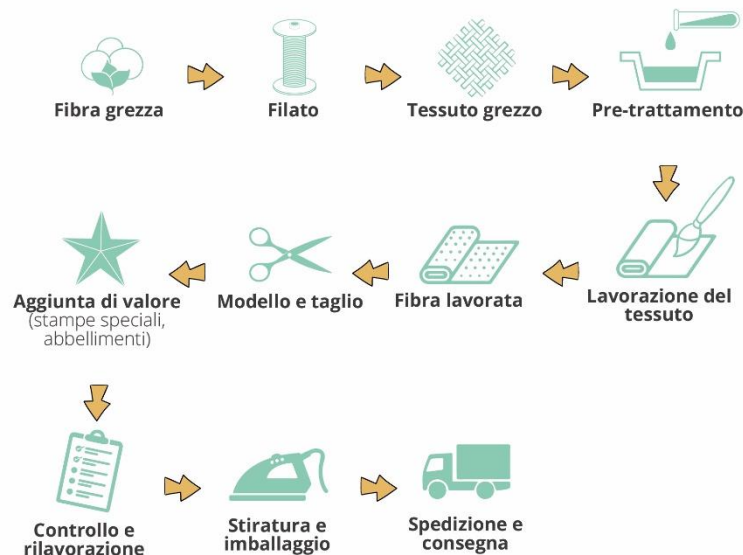 Fibra grezza
Filato
Tessuto grezzo
Pre-trattamento
Lavorazione del
tessuto
Fibra lavorata
Modello e taglio
Aggiunta di valore
(stampe speciali,
abbellimenti)
Controllo e
rilavorazione
Stiratura e
imballaggio
Spedizione e
consegna